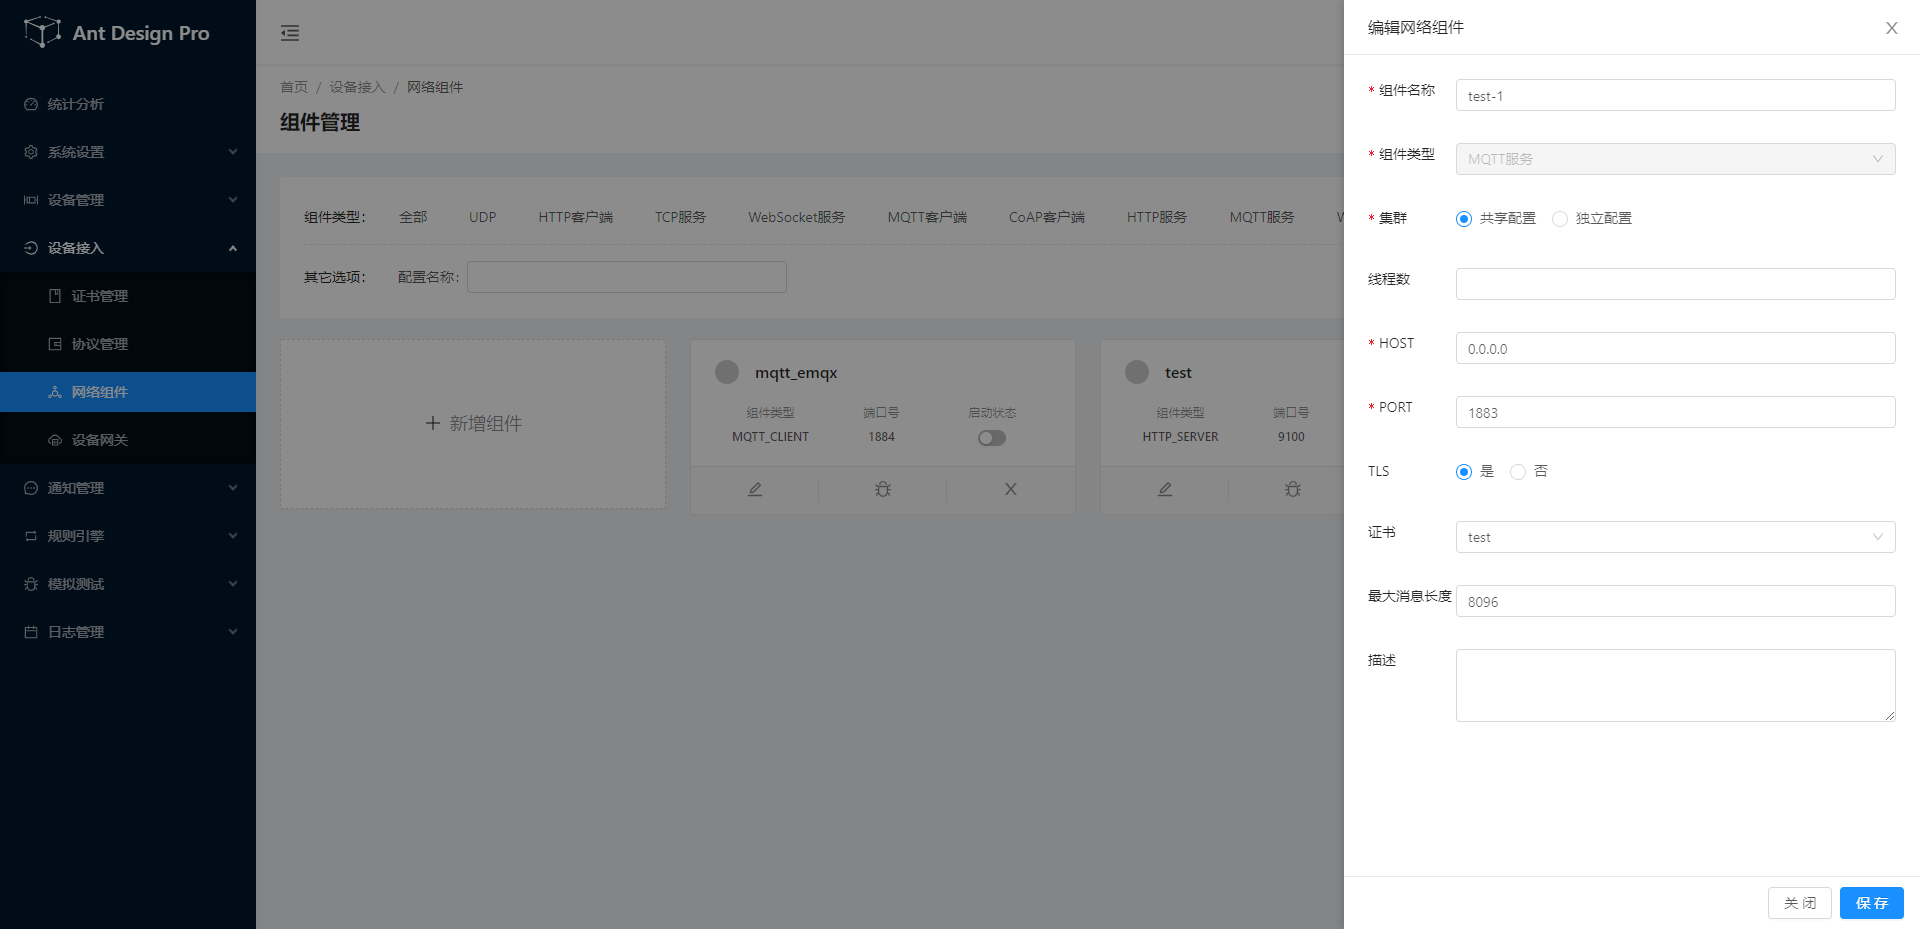 Ant Design Pro
统计分析
系统设置
设备管理
设备接入
证书管理
协议管理
网络组件
设备网关
通知管理
规则引擎
模拟测试
日志管理
首页 / 设备接入 / 网络组件
组件管理
组件类型: 全部 UDP HTTP客户端 TCP服务 WebSocket服务 MQTT客户端 CoAP客户端 HTTP服务 MQTT服务 W
其它选项: 配置名称:
+ 新增组件
mqtt_emqx
组件类型 端口号 启动状态
MQTT_CLIENT 1884
test
组件类型 端口号
HTTP_SERVER 9100
编辑网络组件
* 组件名称 test-1
* 组件类型 MQTT服务
* 集群 共享配置 独立配置
线程数
* HOST 0.0.0.0
* PORT 1883
TLS 是 否
证书 test
最大消息长度 8096
描述
关 闭 保 存